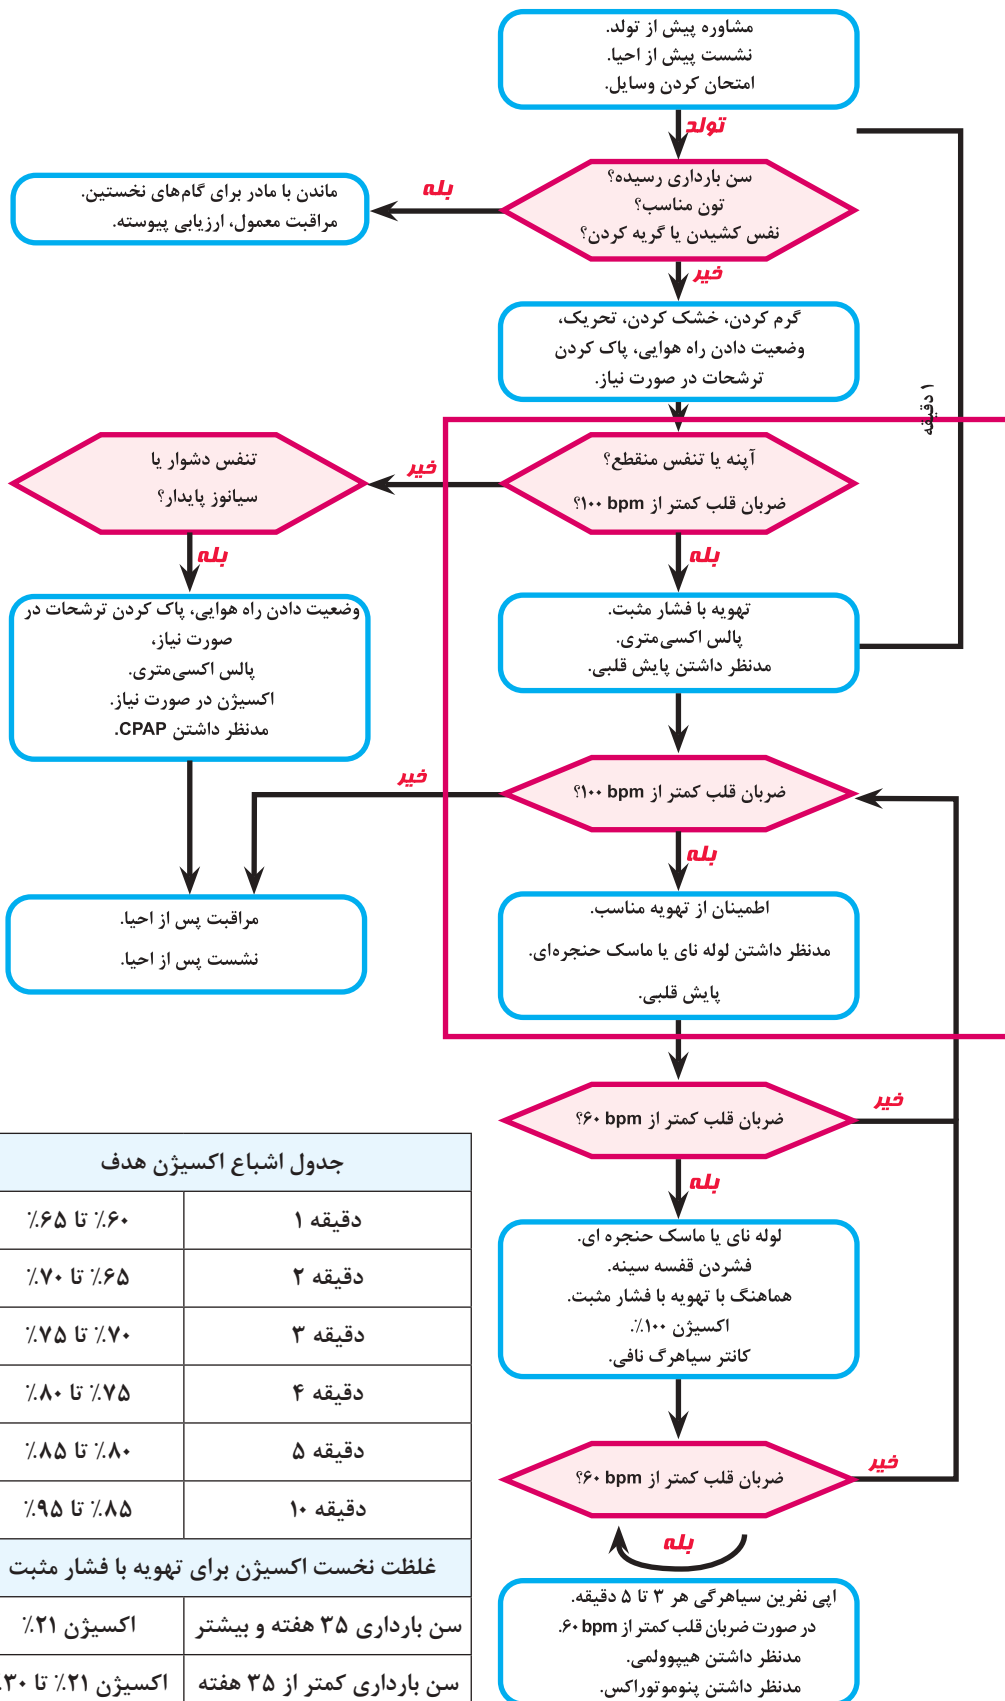 مشاوره پیش از تولد.
نشست پیش از احیا.
امتحان کردن وسایل.
تولد
سن بارداری رسیده؟
تون مناسب؟
نفس کشیدن یا گریه کردن؟
بله
ماندن با مادر برای گام‌های نخستین.
مراقبت معمول، ارزیابی پیوسته.
خیر
گرم کردن، خشک کردن، تحریک،
وضعیت دادن راه هوایی، پاک کردن
ترشحات در صورت نیاز.
۱ دقیقه
آپنه یا تنفس منقطع؟
ضربان قلب کمتر از ۱۰۰ bpm؟
خیر
تنفس دشوار یا
سیانوز پایدار؟
بله
وضعیت دادن راه هوایی، پاک کردن ترشحات در
صورت نیاز،
پالس اکسی‌متری.
اکسیژن در صورت نیاز.
مدنظر داشتن CPAP.
بله
تهویه با فشار مثبت.
پالس اکسی‌متری.
مدنظر داشتن پایش قلبی.
ضربان قلب کمتر از ۱۰۰ bpm؟
خیر
مراقبت پس از احیا.
نشست پس از احیا.
بله
اطمینان از تهویه مناسب.
مدنظر داشتن لوله نای یا ماسک حنجره‌ای.
پایش قلبی.
ضربان قلب کمتر از ۶۰ bpm؟
خیر
بله
لوله نای یا ماسک حنجره ای.
فشردن قفسه سینه.
هماهنگ با تهویه با فشار مثبت.
اکسیژن ۱۰۰٪.
کاتتر سیاهرگ نافی.
ضربان قلب کمتر از ۶۰ bpm؟
خیر
بله
اپی نفرین سیاهرگی هر ۳ تا ۵ دقیقه.
در صورت ضربان قلب کمتر از ۶۰ bpm.
مدنظر داشتن هیپوولمی.
مدنظر داشتن پنوموتوراکس.
جدول اشباع اکسیژن هدف
دقیقه ۱ ۶۰٪ تا ۶۵٪
دقیقه ۲ ۶۵٪ تا ۷۰٪
دقیقه ۳ ۷۰٪ تا ۷۵٪
دقیقه ۴ ۷۵٪ تا ۸۰٪
دقیقه ۵ ۸۰٪ تا ۸۵٪
دقیقه ۱۰ ۸۵٪ تا ۹۵٪
غلظت نخست اکسیژن برای تهویه با فشار مثبت
سن بارداری ۳۵ هفته و بیشتر اکسیژن ۲۱٪
سن بارداری کمتر از ۳۵ هفته اکسیژن ۲۱٪ تا ۳۰٪